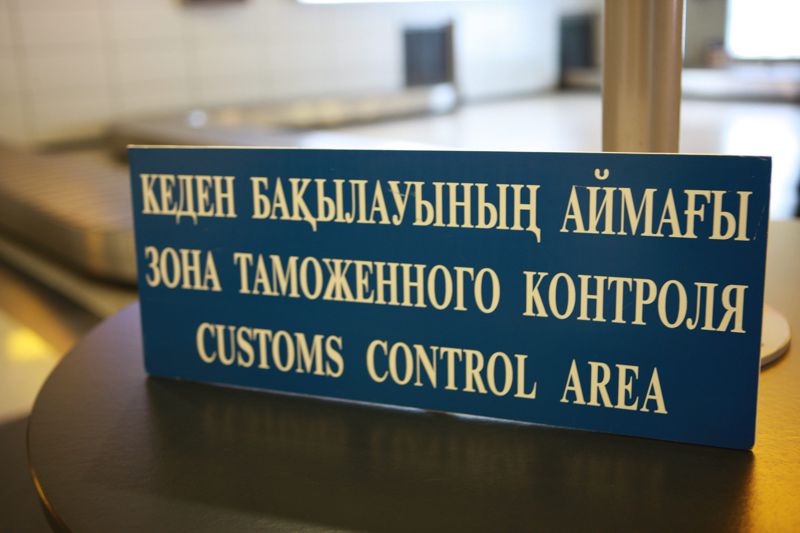 КЕДЕН БАҚЫЛАУЫНЫҢ АЙМАҒЫ
ЗОНА ТАМОЖЕННОГО КОНТРОЛЯ
CUSTOMS CONTROL AREA